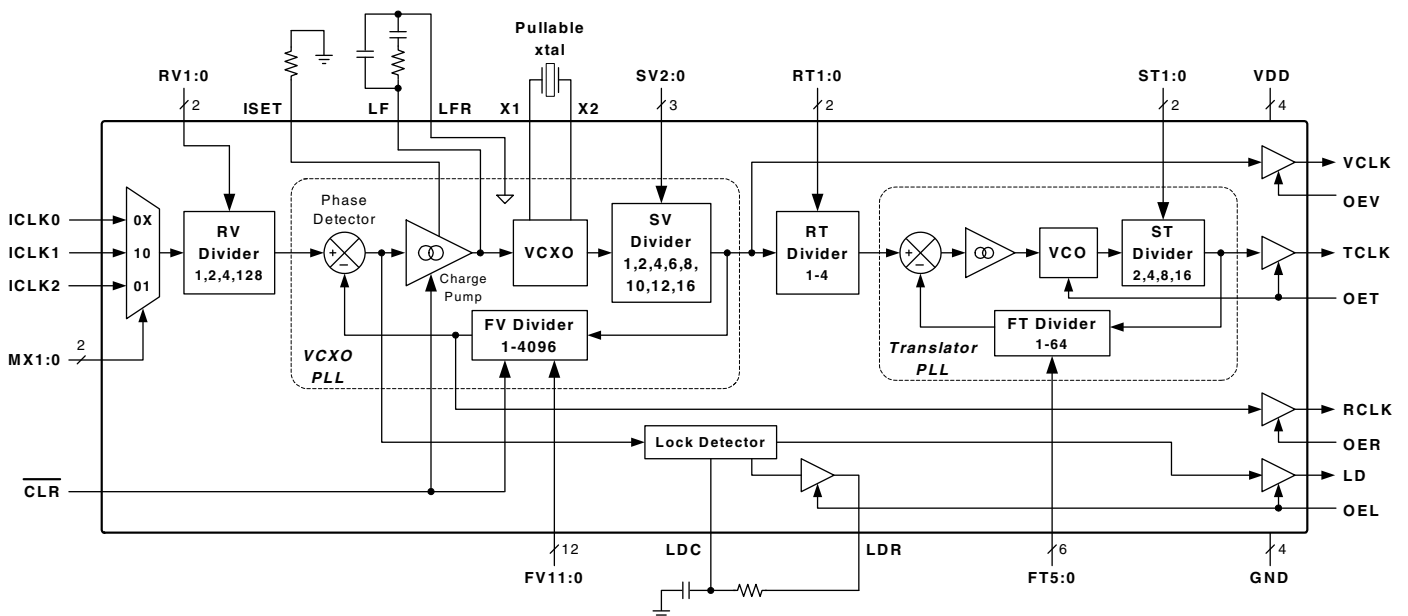 Pullable
xtal
RV1:0
SV2:0
RT1:0
ST1:0
VDD
2
ISET
LF
LFR
X1
X2
3
2
2
4
VCLK
OEV
Phase
Detector
ICLK0
ICLK1
ICLK2
0X
10
01
RV
Divider
1,2,4,128
+
−
VCXO
SV
Divider
1,2,4,6,8,
10,12,16
RT
Divider
1-4
+
−
VCO
ST
Divider
2,4,8,16
TCLK
OET
Charge
Pump
MX1:0
2
VCXO
PLL
FV Divider
1-4096
Translator
PLL
FT Divider
1-64
RCLK
OER
Lock Detector
LD
OEL
CLR
12
FV11:0
LDC
LDR
6
FT5:0
4
GND